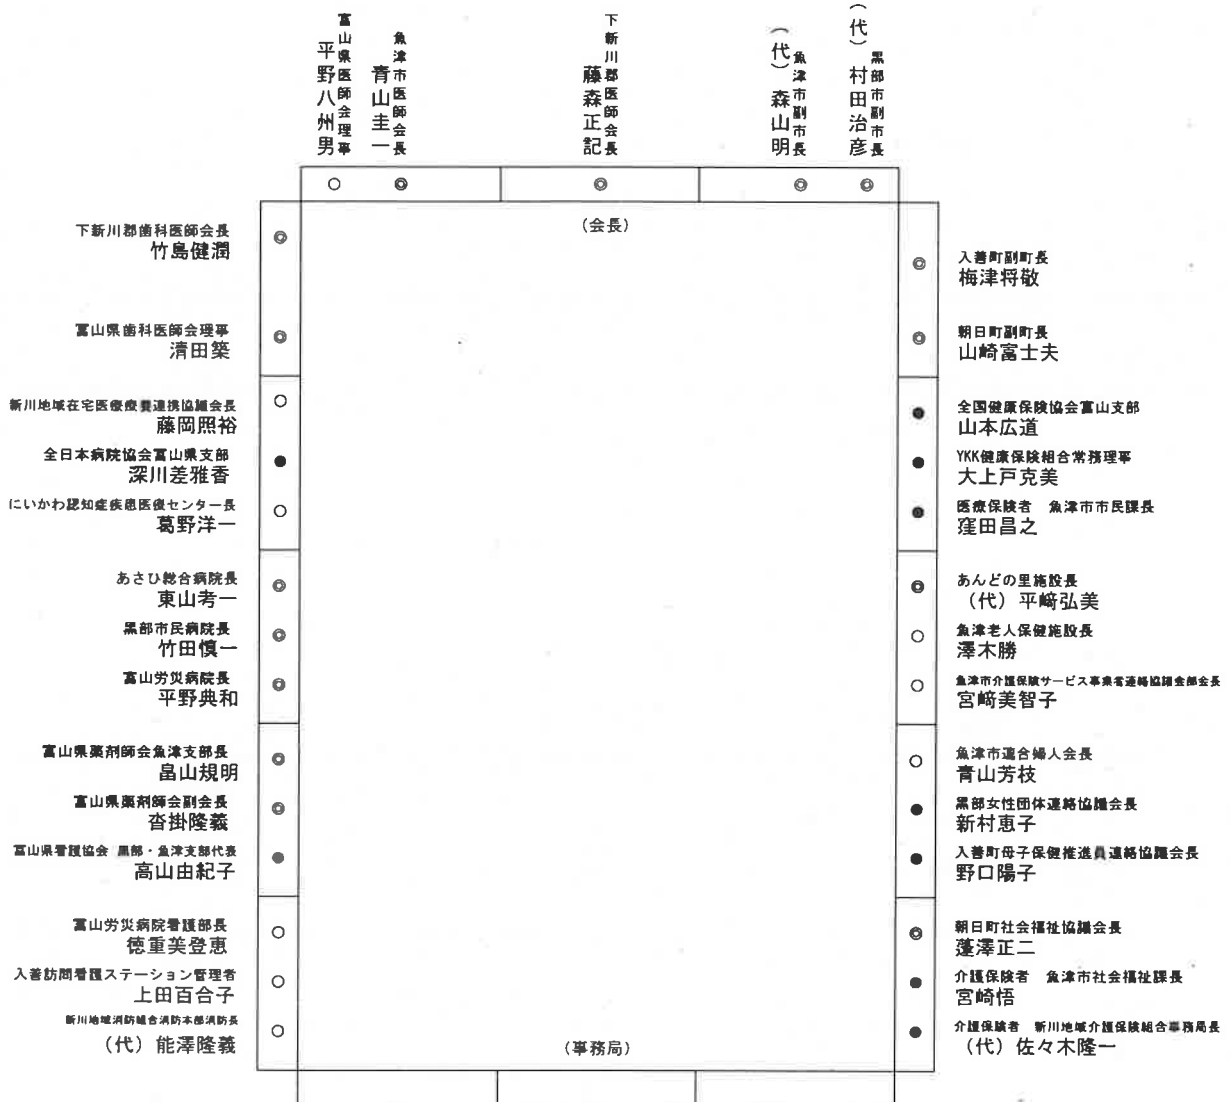 富山県医師会理事
平野八州男
魚津市医師会長
青山圭一
下新川郡医師会長
藤森正記
魚津市副市長
（代）森山明
黒部市副市長
（代）村田治彦
（会長）
下新川郡歯科医師会長
竹島健潤
富山県歯科医師会理事
清田築
新川地域在宅医療療養連携協議会長
藤岡照裕
全日本病院協会富山県支部
深川差雅香
にいかわ認知症疾患医療センター長
葛野洋一
あさひ総合病院長
東山考一
黒部市民病院長
竹田慎一
富山労災病院長
平野典和
富山県薬剤師会魚津支部長
畠山規明
富山県薬剤師会副会長
沓掛隆義
富山県看護協会 黒部・魚津支部代表
高山由紀子
富山労災病院看護部長
徳重美登恵
入善訪問看護ステーション管理者
上田百合子
新川地域消防組合消防本部消防長
（代）能澤隆義
入善町副町長
梅津将敬
朝日町副町長
山崎富士夫
全国健康保険協会富山支部
山本広道
YKK健康保険組合常務理事
大上戸克美
医療保険者　魚津市市民課長
窪田昌之
あんどの里施設長
（代）平﨑弘美
魚津老人保健施設長
澤木勝
魚津市介護保険サービス事業者連絡協議会部会長
宮﨑美智子
魚津市連合婦人会長
青山芳枝
黒部女性団体連絡協議会長
新村恵子
入善町母子保健推進員連絡協議会長
野口陽子
朝日町社会福祉協議会長
蓬澤正二
介護保険者　魚津市社会福祉課長
宮崎悟
介護保険者　新川地域介護保険組合事務局長
（代）佐々木隆一
（事務局）